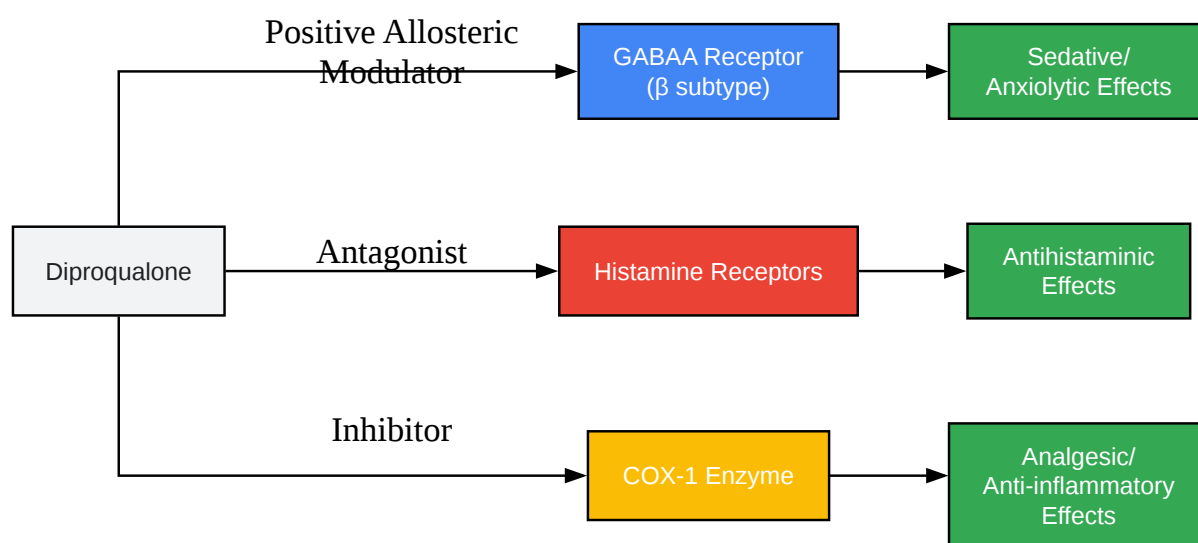 Positive Allosteric
Modulator
GABAA Receptor
(β subtype)
Sedative/
Anxiolytic Effects
Diproqualone
Antagonist
Histamine Receptors
Antihistaminic
Effects
Inhibitor
COX-1 Enzyme
Analgesic/
Anti-inflammatory
Effects